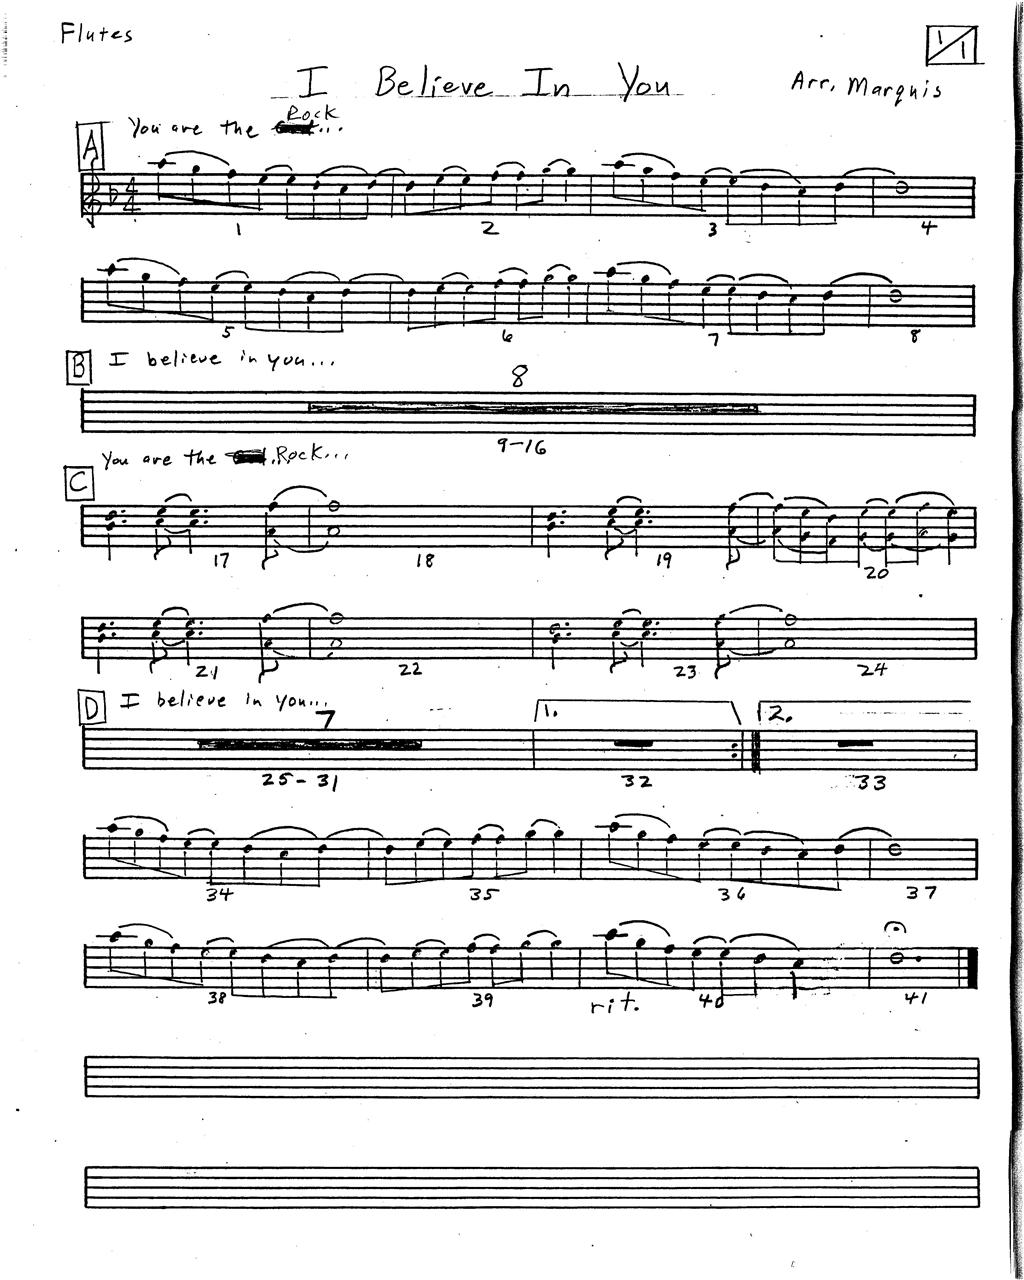 Flutes
1/1
I Believe In You
Arr. Marquis
A You are the Rock...
4
4
1 2 3 4
5 6 7 8
B I believe in you...
8
9-16
You are the Rock...
C
17 18 19 20
21 22 23 24
D I believe in you...
7 1. 2.
25-31 32 33
34 35 36 37
38 39 rit. 40 41